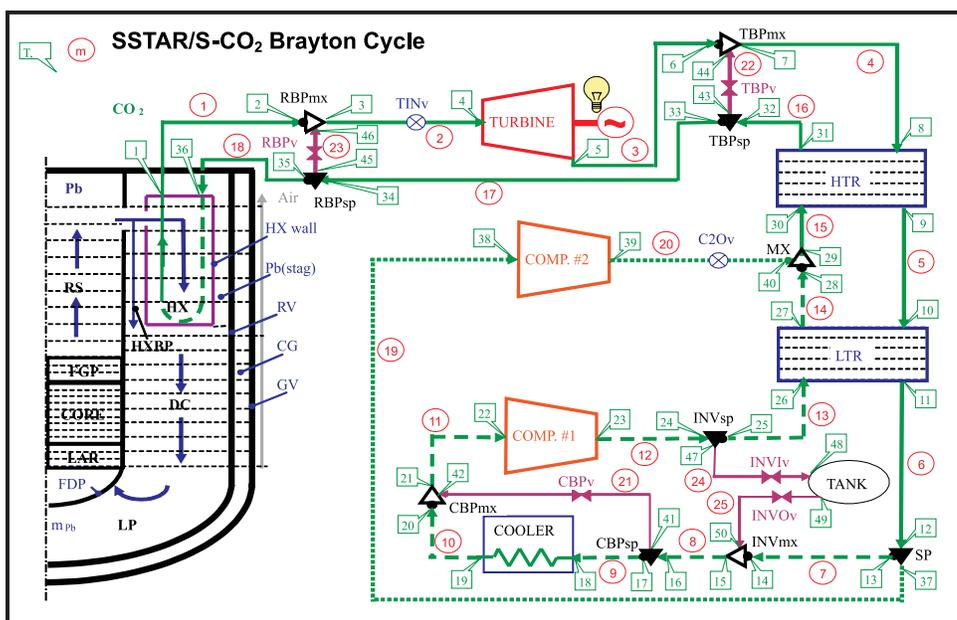 SSTAR/S-CO₂ Brayton Cycle
T,
m
CO ₂
1
2
RBPmx
3
TINv
2
4
TURBINE
~
3
5
6
TBPmx
7
4
44
22
43
TBPv
33
32
16
TBPsp
31
8
HTR
30
9
1
36
18
RBPv
46
23
35
45
RBPsp
34
17
Air
Pb
HX wall
Pb(stag)
RS
HX
RV
HXBP
CG
FGP
GV
CORE
DC
LAR
FDP
m Pb
LP
38
COMP. #2
39
20
C2Ov
MX
15
29
40
28
5
14
27
10
LTR
26
11
19
11
22
COMP. #1
23
12
24
INVsp
25
47
13
INVIv
48
24
TANK
25
INVOv
49
6
21
42
CBPv
21
20
CBPmx
COOLER
CBPsp
41
8
50
INVmx
12
SP
10
19
18
9
17
16
15
14
7
13
37